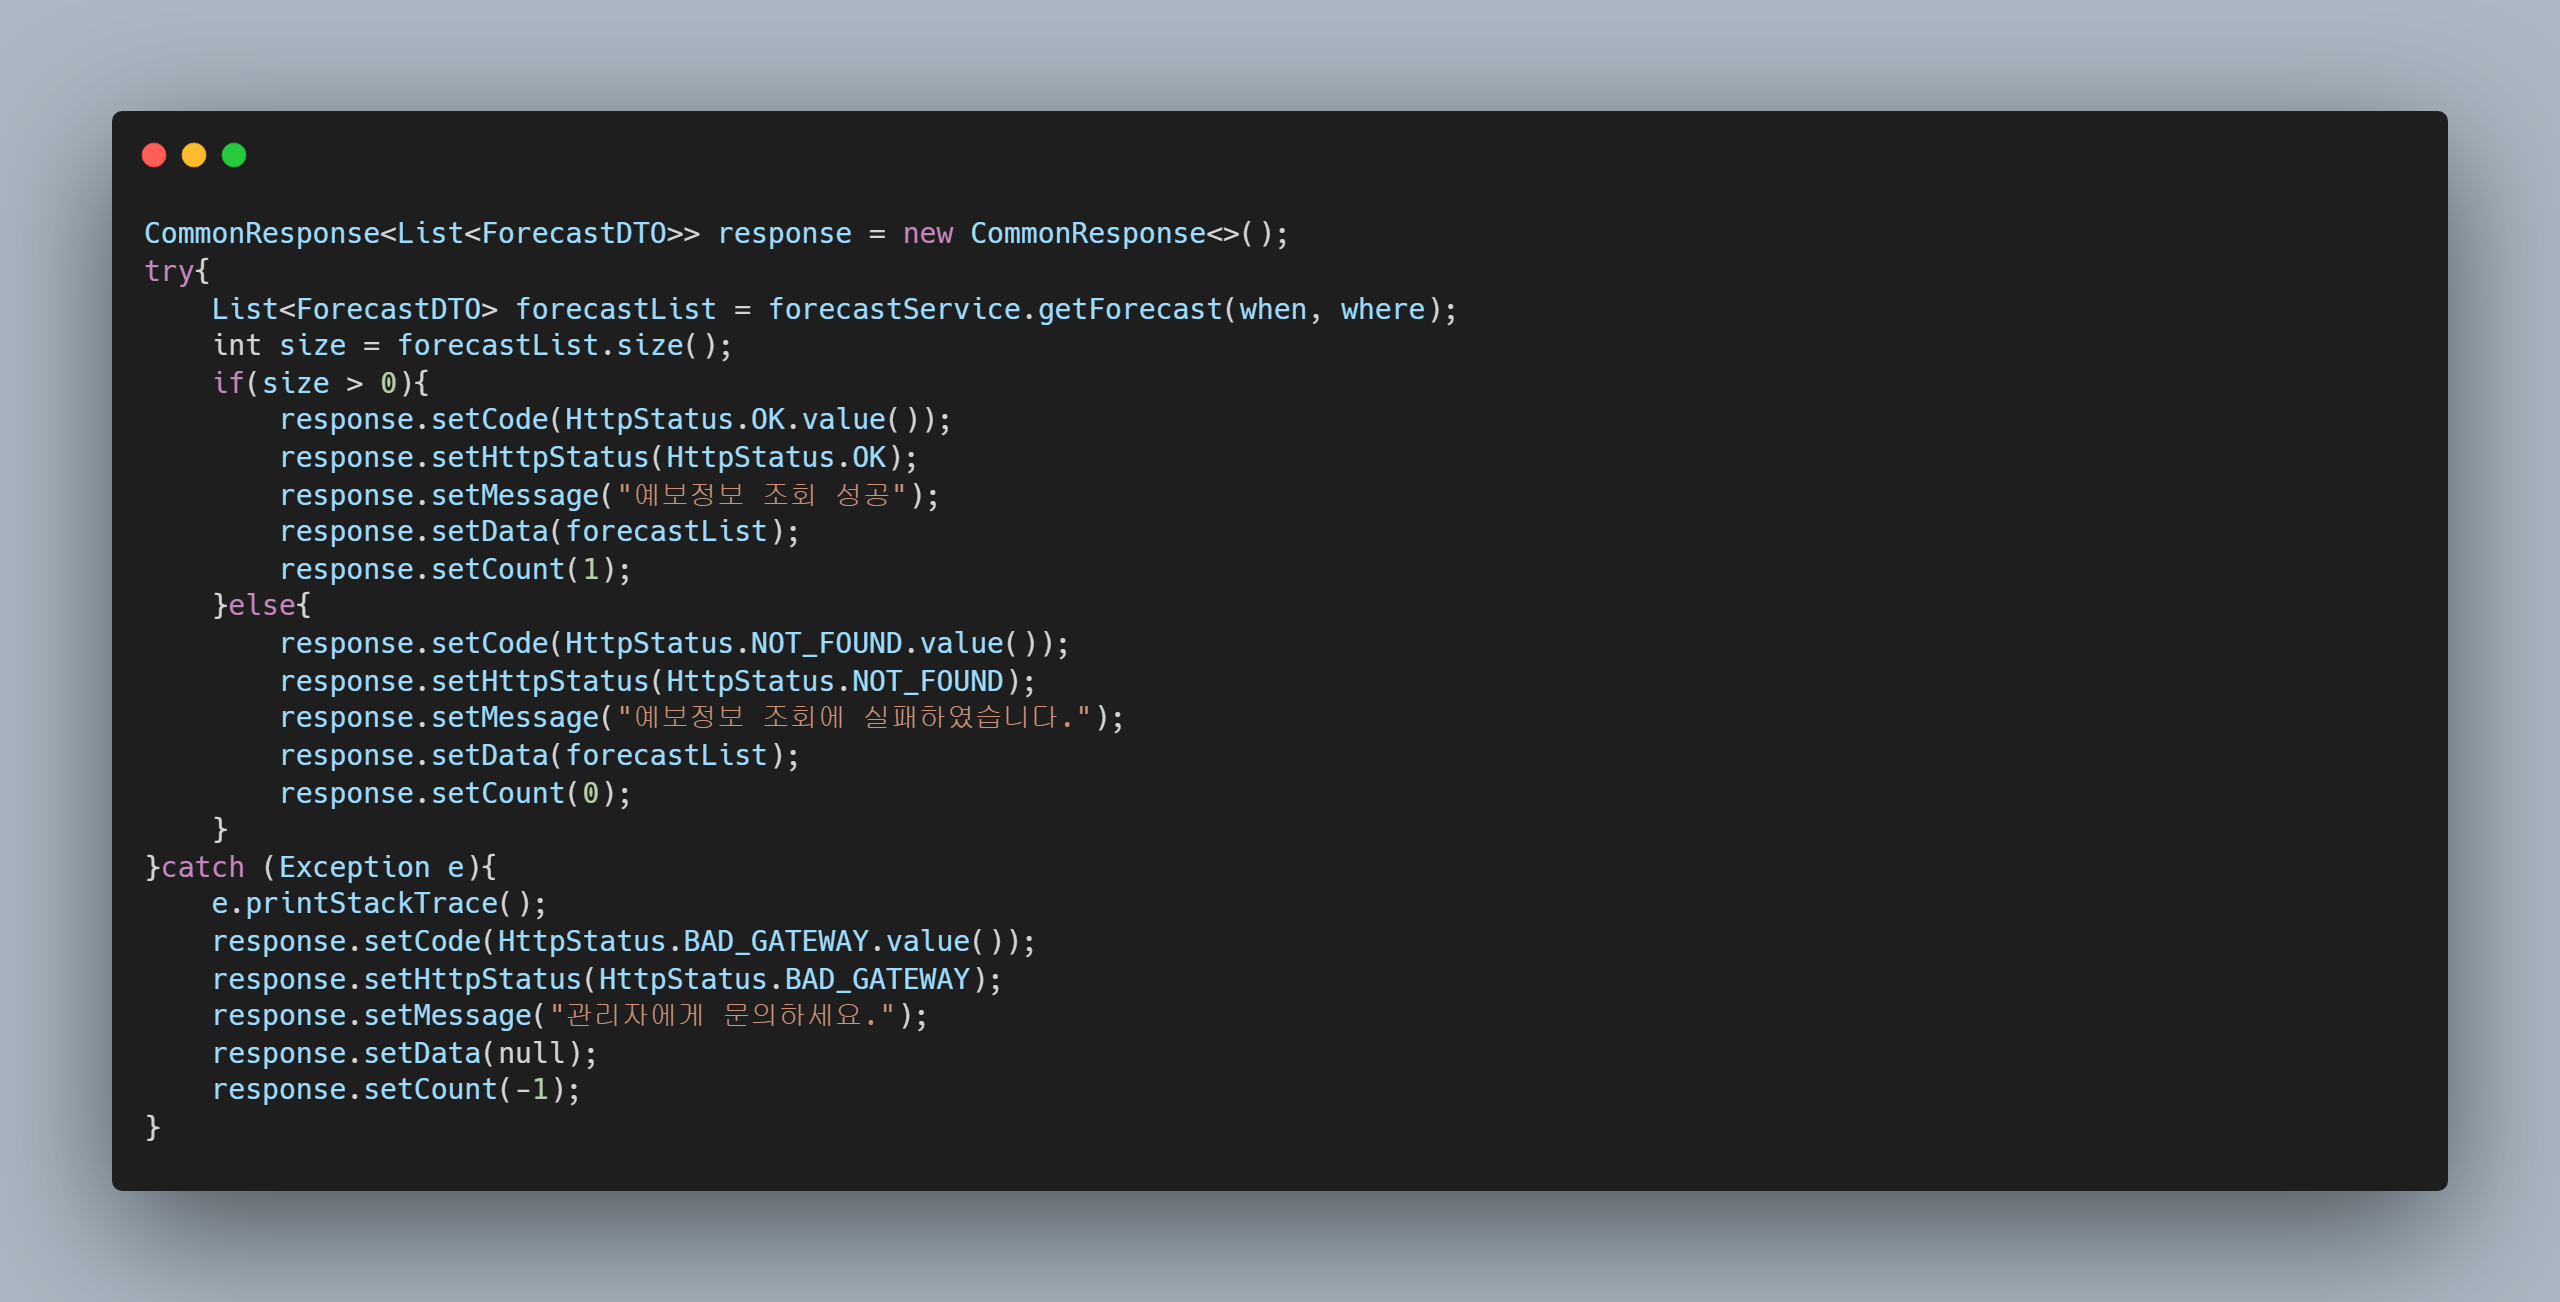 CommonResponse<List<ForecastDTO>> response = new CommonResponse<>();
try{
    List<ForecastDTO> forecastList = forecastService.getForecast(when, where);
    int size = forecastList.size();
    if(size > 0){
        response.setCode(HttpStatus.OK.value());
        response.setHttpStatus(HttpStatus.OK);
        response.setMessage("예보정보 조회 성공");
        response.setData(forecastList);
        response.setCount(1);
    }else{
        response.setCode(HttpStatus.NOT_FOUND.value());
        response.setHttpStatus(HttpStatus.NOT_FOUND);
        response.setMessage("예보정보 조회에 실패하였습니다.");
        response.setData(forecastList);
        response.setCount(0);
    }
}catch (Exception e){
    e.printStackTrace();
    response.setCode(HttpStatus.BAD_GATEWAY.value());
    response.setHttpStatus(HttpStatus.BAD_GATEWAY);
    response.setMessage("관리자에게 문의하세요.");
    response.setData(null);
    response.setCount(-1);
}